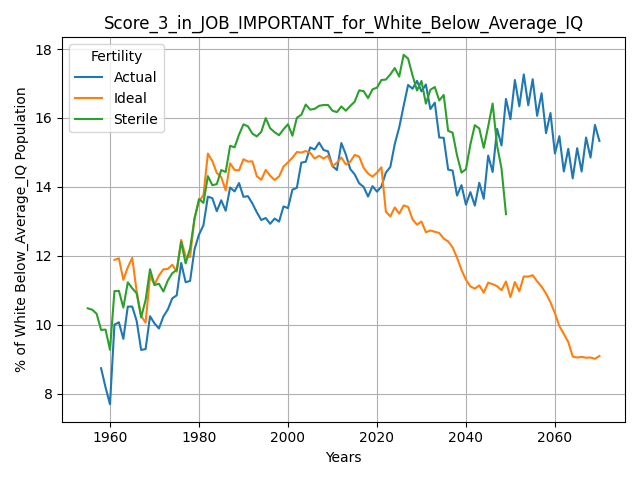 Score_3_in_JOB_IMPORTANT_for_White_Below_Average_IQ
% of White Below_Average_IQ Population
18
16
14
12
10
8
Fertility
Actual
Ideal
Sterile
1960
1980
2000
2020
2040
2060
Years